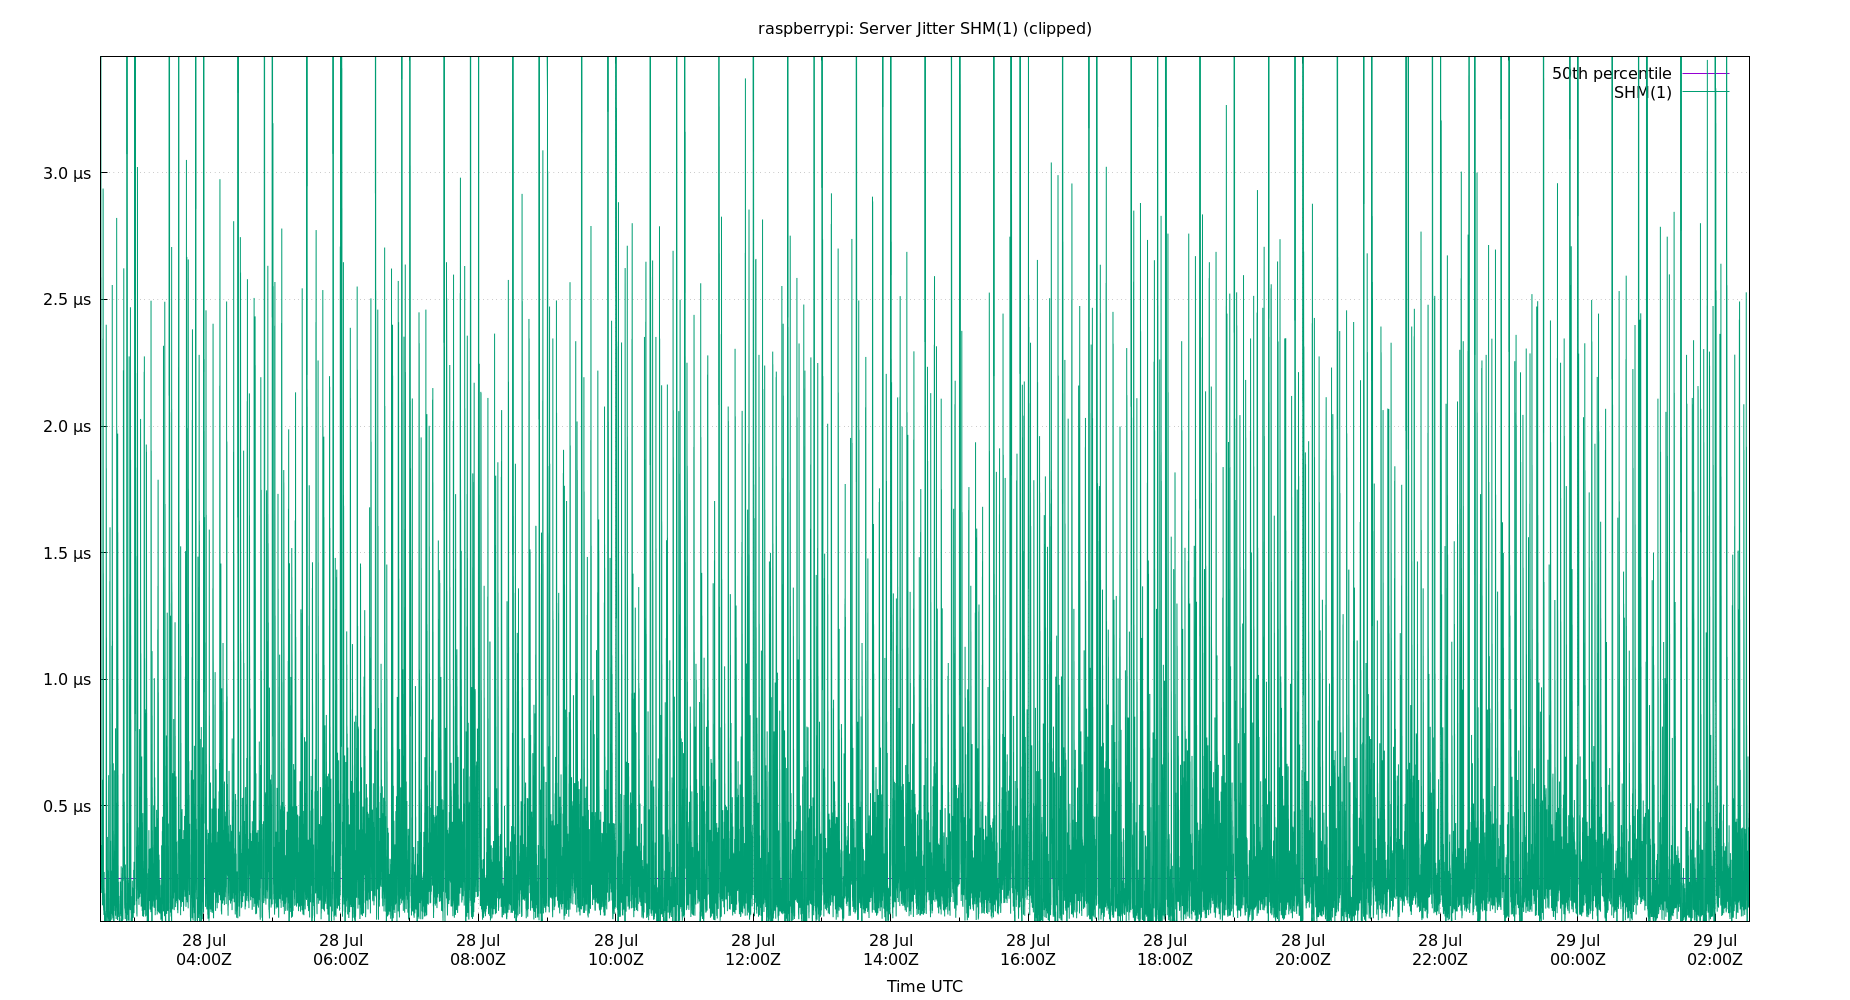 raspberrypi: Server Jitter SHM(1) (clipped)
50th percentile
SHM(1)
3.0 µs
2.5 µs
2.0 µs
1.5 µs
1.0 µs
0.5 µs
28 Jul 28 Jul 28 Jul 28 Jul 28 Jul 28 Jul 28 Jul 28 Jul 28 Jul 28 Jul 29 Jul 29 Jul
04:00Z 06:00Z 08:00Z 10:00Z 12:00Z 14:00Z 16:00Z 18:00Z 20:00Z 22:00Z 00:00Z 02:00Z
Time UTC